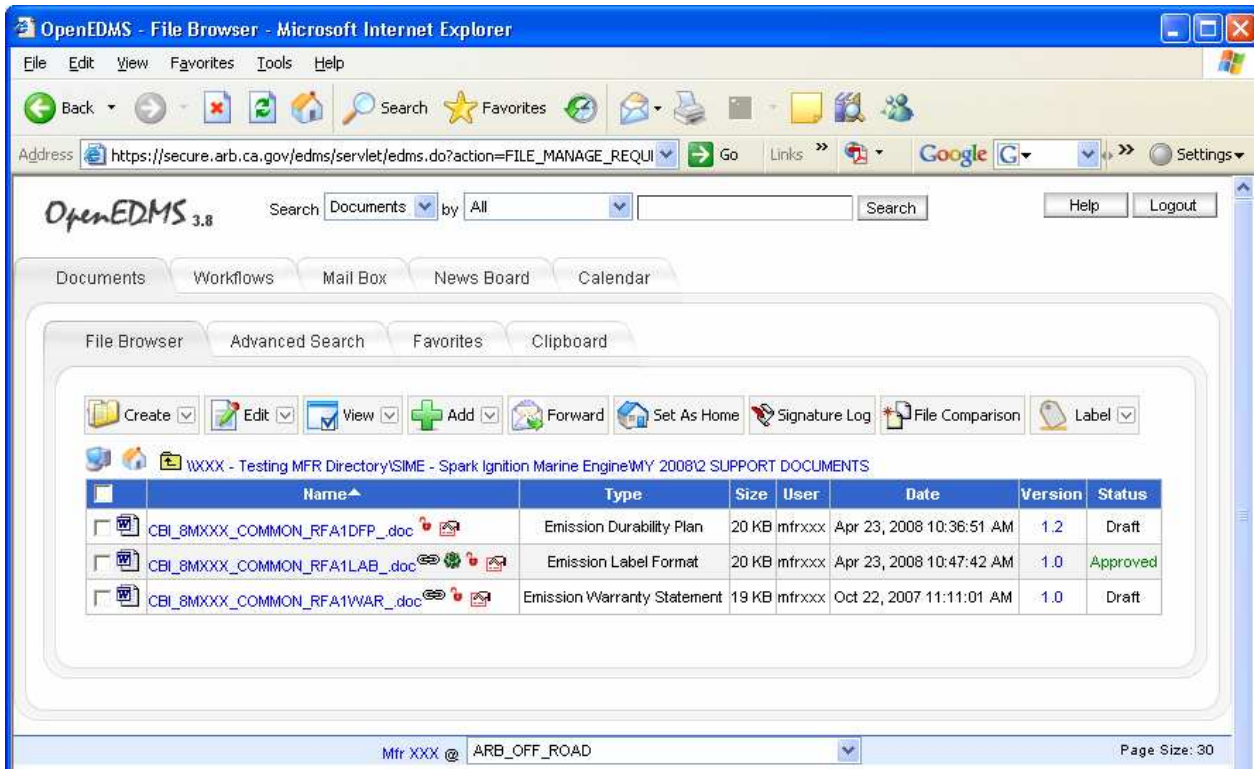 OpenEDMS - File Browser - Microsoft Internet Explorer
File Edit View Favorites Tools Help
Back Search Favorites
Address https://secure.arb.ca.gov/edms/servlet/edms.do?action=FILE_MANAGE_REQUI Go Links » Google G » Settings
OpenEDMS 3.8 Search Documents by All Search Help Logout
Documents Workflows Mail Box News Board Calendar
File Browser Advanced Search Favorites Clipboard
Create Edit View Add Forward Set As Home Signature Log File Comparison Label
\\XXX - Testing MFR Directory\SIME - Spark Ignition Marine Engine\MY 2008\2 SUPPORT DOCUMENTS
Name Type Size User Date Version Status
CBI_8MXXX_COMMON_RFA1DFP_.doc Emission Durability Plan 20 KB mfrxxx Apr 23, 2008 10:36:51 AM 1.2 Draft
CBI_8MXXX_COMMON_RFA1LAB_.doc Emission Label Format 20 KB mfrxxx Apr 23, 2008 10:47:42 AM 1.0 Approved
CBI_8MXXX_COMMON_RFA1WAR_.doc Emission Warranty Statement 19 KB mfrxxx Oct 22, 2007 11:11:01 AM 1.0 Draft
Mfr XXX @ ARB_OFF_ROAD Page Size: 30